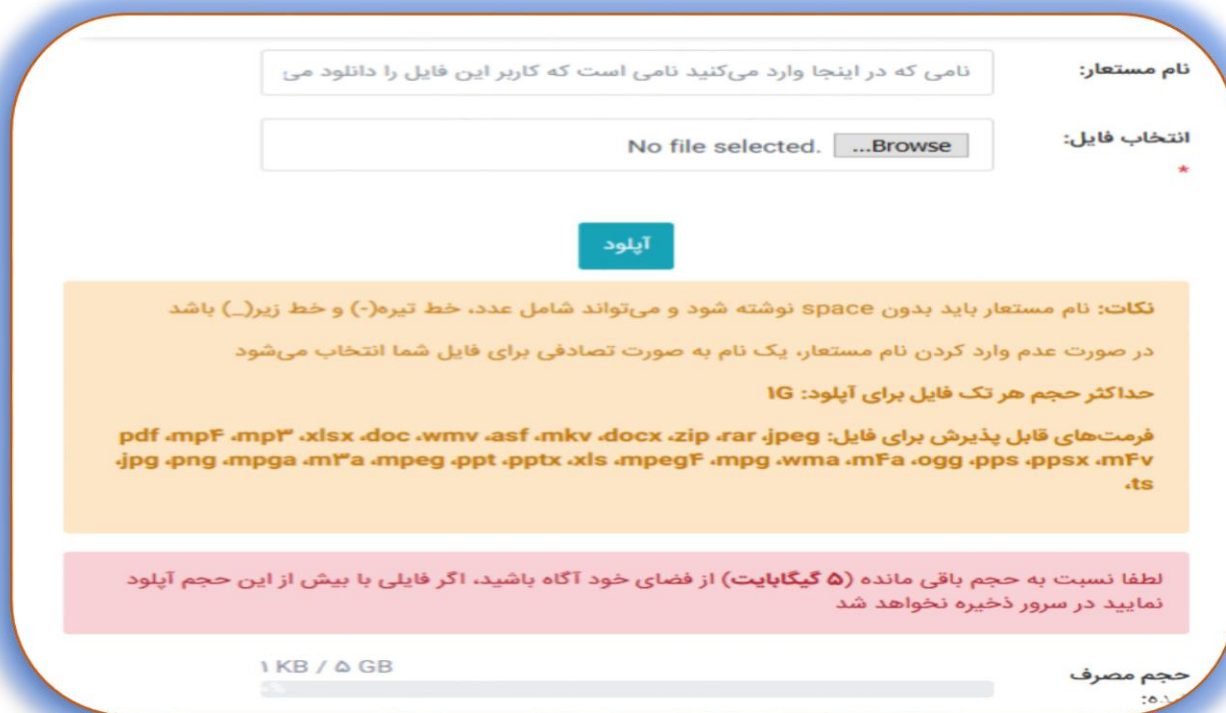 نام مستعار:
نامی که در اینجا وارد می‌کنید نامی است که کاربر این فایل را دانلود می
انتخاب فایل:
Browse... No file selected.
*
آپلود
نکات: نام مستعار باید بدون space نوشته شود و می‌تواند شامل عدد، خط تیره(-) و خط زیر(_) باشد
در صورت عدم وارد کردن نام مستعار، یک نام به صورت تصادفی برای فایل شما انتخاب می‌شود
حداکثر حجم هر تک فایل برای آپلود: ۱G
فرمت‌های قابل پذیرش برای فایل: pdf ،mp۴ ،mp۳ ،xlsx ،doc ،wmv ،asf ،mkv ،docx ،zip ،rar ،jpeg
،jpg ،png ،mpga ،m۳a ،mpeg ،ppt ،pptx ،xls ،mpeg۴ ،mpg ،wma ،m۴a ،ogg ،pps ،ppsx ،m۴v
،ts
لطفا نسبت به حجم باقی مانده (۵ گیگابایت) از فضای خود آگاه باشید، اگر فایلی با بیش از این حجم آپلود
نمایید در سرور ذخیره نخواهد شد
حجم مصرف
۱ KB / ۵ GB